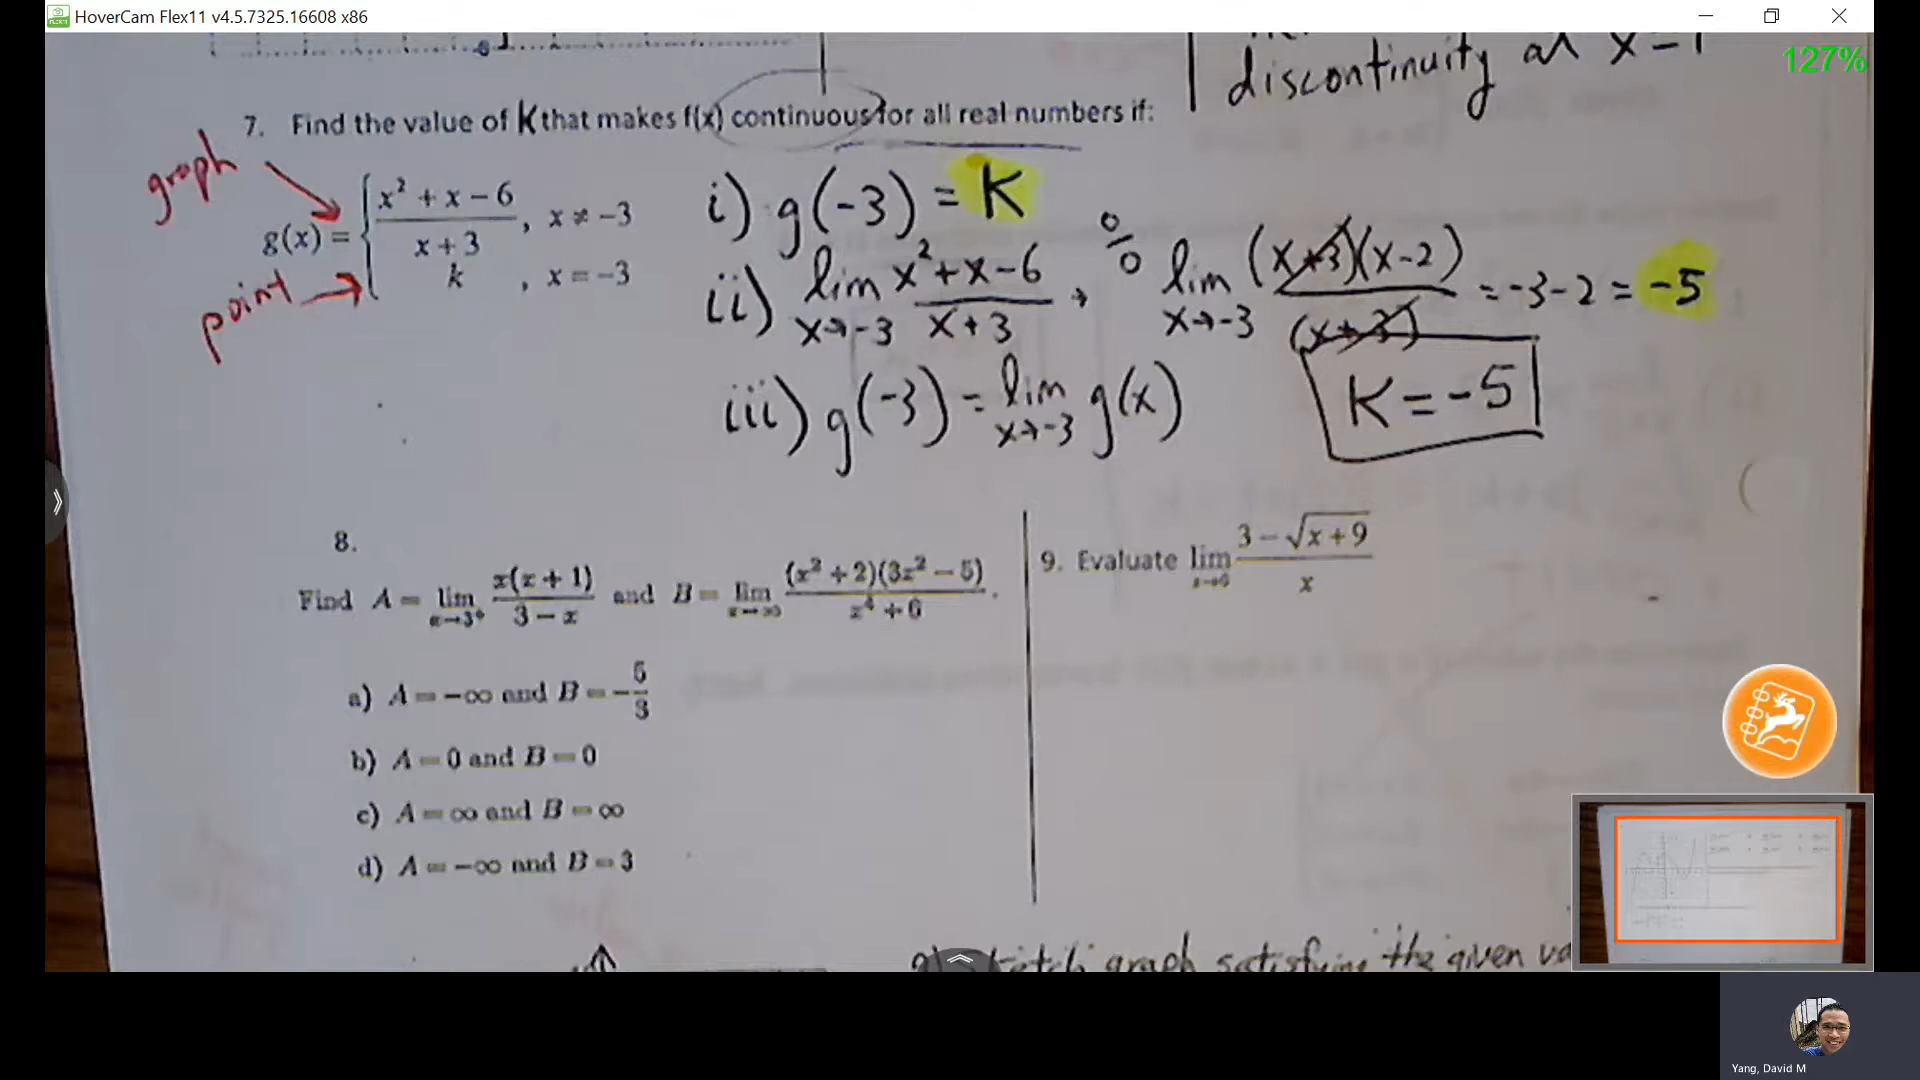 HoverCam Flex11 v4.5.7325.16608 x86
127%
discontinuity at x=1
7. Find the value of K that makes f(x) continuous for all real numbers if:
graph
point
g(x) = { x² + x − 6 / x + 3 , x ≠ −3
k , x = −3
i) g(-3) = K
ii) lim x→-3 x²+x-6 / x+3 → 0/0 lim x→-3 (x+3)(x-2) / (x+3) = -3-2 = -5
iii) g(-3) = lim x→-3 g(x)
K = -5
8.
Find A = lim x→3⁺ x(x + 1) / 3 − x and B = lim x→∞ (x² + 2)(3x² − 5) / x⁴ + 6 .
a) A = −∞ and B = −5/3
b) A = 0 and B = 0
c) A = ∞ and B = ∞
d) A = −∞ and B = 3
9. Evaluate lim x→0 3 − √x + 9 / x
graph satisfying the given
Yang, David M